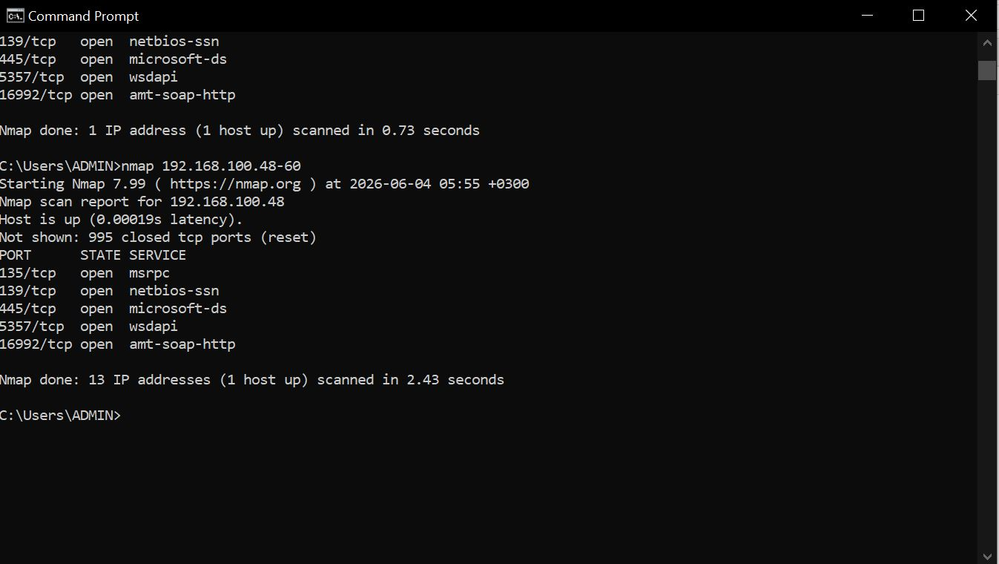 Command Prompt
139/tcp   open  netbios-ssn
445/tcp   open  microsoft-ds
5357/tcp  open  wsdapi
16992/tcp open  amt-soap-http

Nmap done: 1 IP address (1 host up) scanned in 0.73 seconds

C:\Users\ADMIN>nmap 192.168.100.48-60
Starting Nmap 7.99 ( https://nmap.org ) at 2026-06-04 05:55 +0300
Nmap scan report for 192.168.100.48
Host is up (0.00019s latency).
Not shown: 995 closed tcp ports (reset)
PORT      STATE SERVICE
135/tcp   open  msrpc
139/tcp   open  netbios-ssn
445/tcp   open  microsoft-ds
5357/tcp  open  wsdapi
16992/tcp open  amt-soap-http

Nmap done: 13 IP addresses (1 host up) scanned in 2.43 seconds

C:\Users\ADMIN>